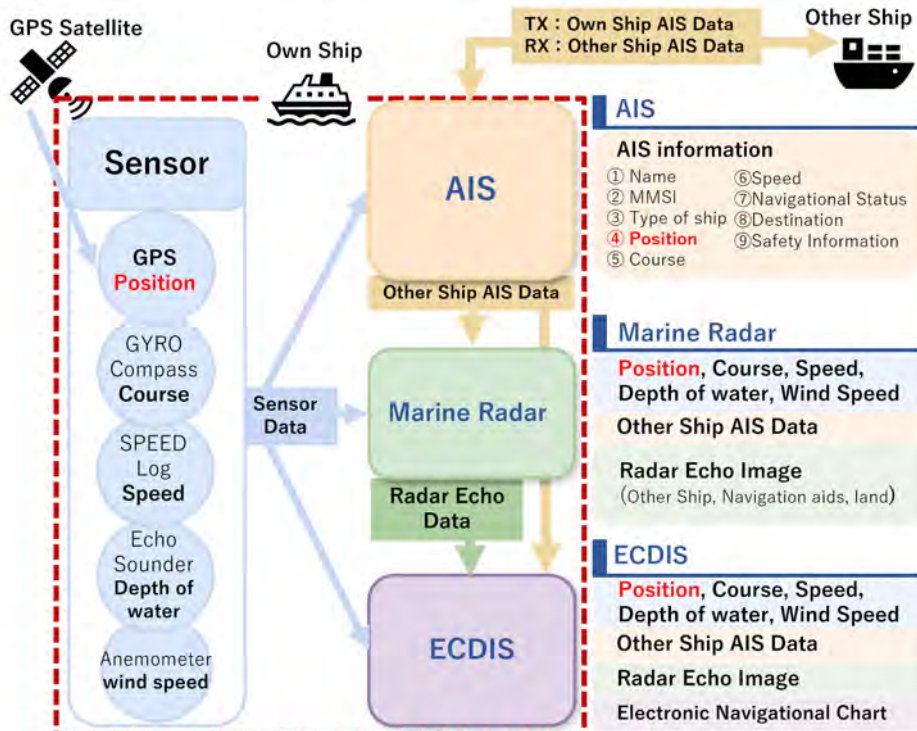 GPS Satellite
Own Ship
TX：Own Ship AIS Data
RX：Other Ship AIS Data
Other Ship
Sensor
GPS
Position
GYRO
Compass
Course
SPEED
Log
Speed
Echo
Sounder
Depth of
water
Anemometer
wind speed
Sensor
Data
AIS
Other Ship AIS Data
Marine Radar
Radar Echo
Data
ECDIS
AIS
AIS information
① Name
② MMSI
③ Type of ship
④ Position
⑤ Course
⑥Speed
⑦Navigational Status
⑧Destination
⑨Safety Information
Marine Radar
Position, Course, Speed,
Depth of water, Wind Speed
Other Ship AIS Data
Radar Echo Image
(Other Ship, Navigation aids, land)
ECDIS
Position, Course, Speed,
Depth of water, Wind Speed
Other Ship AIS Data
Radar Echo Image
Electronic Navigational Chart